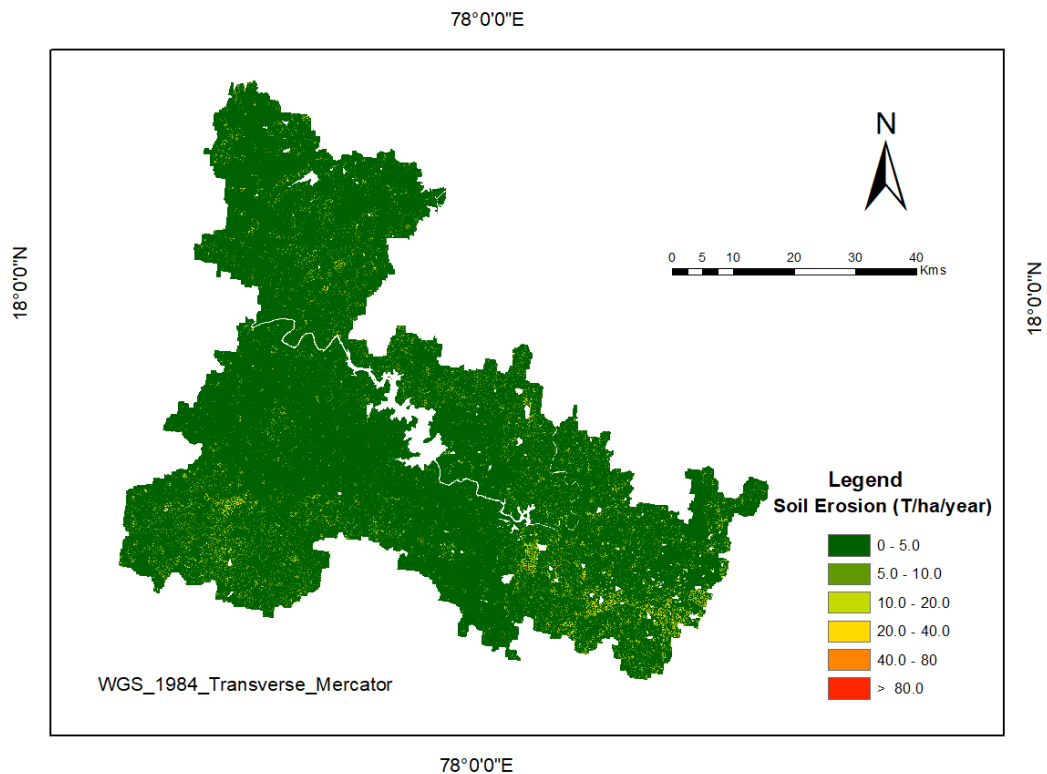 78°0'0"E
N
0 5 10 20 30 40
Kms
18°0'0"N
18°0'0"N
Legend
Soil Erosion (T/ha/year)
0 - 5.0
5.0 - 10.0
10.0 - 20.0
20.0 - 40.0
40.0 - 80
> 80.0
WGS_1984_Transverse_Mercator
78°0'0"E